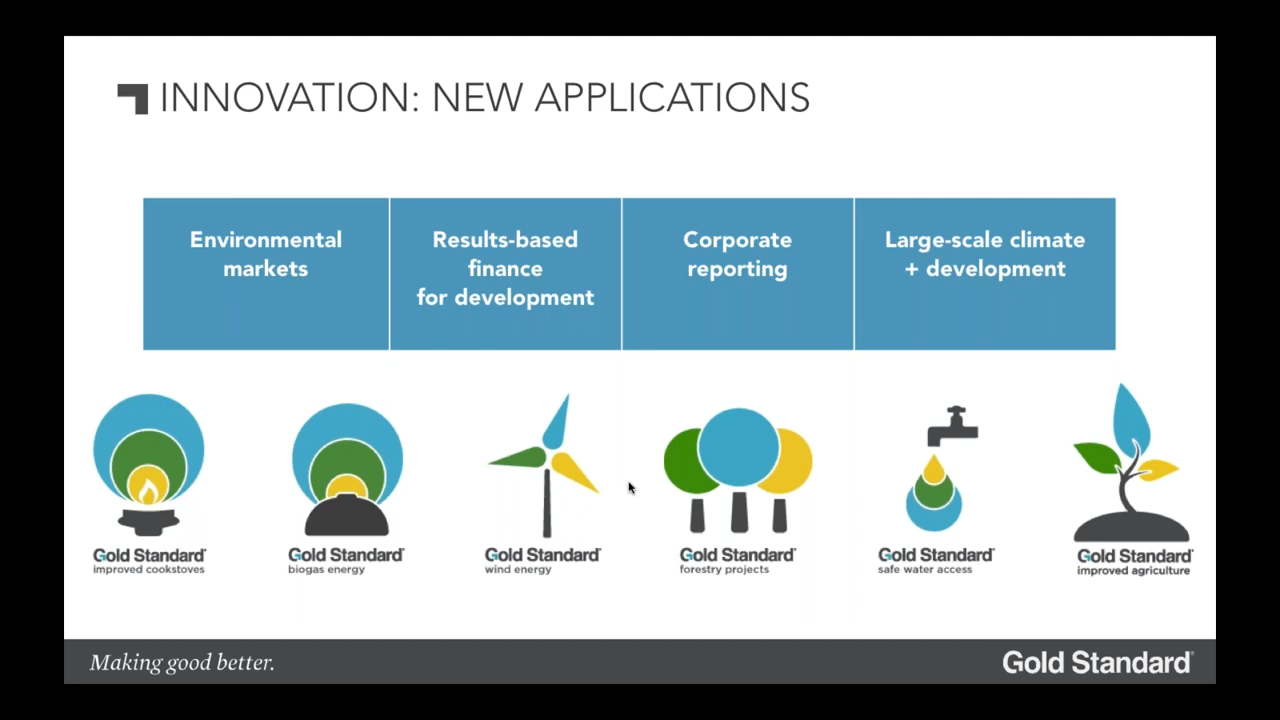 INNOVATION: NEW APPLICATIONS
Environmental
markets
Results-based
finance
for development
Corporate
reporting
Large-scale climate
+ development
Gold Standard
improved cookstoves
Gold Standard
biogas energy
Gold Standard
wind energy
Gold Standard
forestry projects
Gold Standard
safe water access
Gold Standard
improved agriculture
Making good better.
Gold Standard